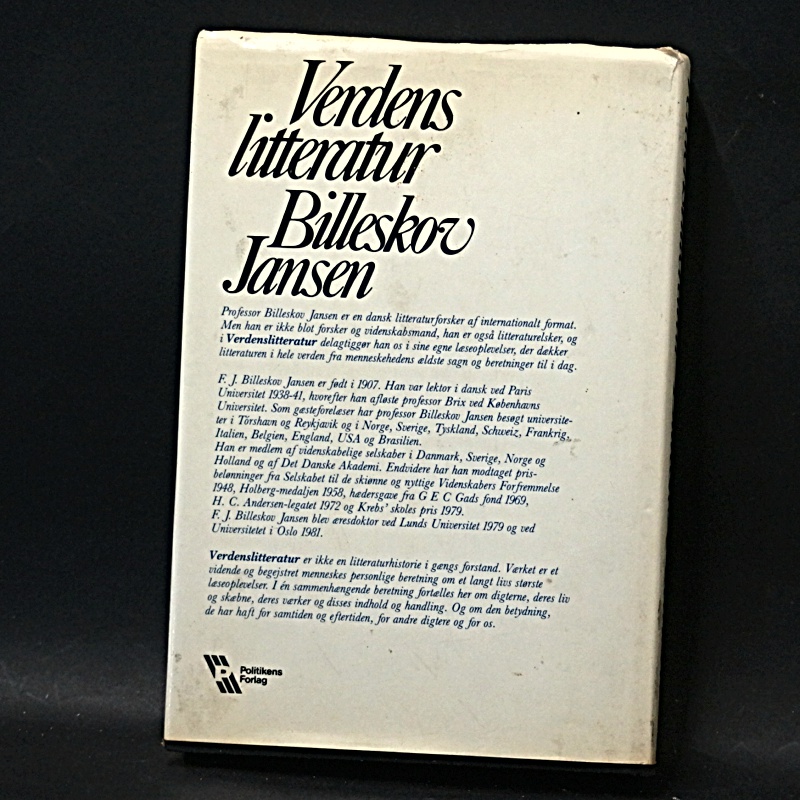 Verdens
litteratur
Billeskov
Jansen
Professor Billeskov Jansen er en dansk litteraturforsker af internationalt format.
Men han er ikke blot forsker og videnskabsmand, han er også litteraturelsker, og
i Verdenslitteratur delagtiggør han os i sine egne læseoplevelser, der dækker
litteraturen i hele verden fra menneskehedens ældste sagn og beretninger til i dag.
F. J. Billeskov Jansen er født i 1907. Han var lektor i dansk ved Paris
Universitet 1938-41, hvorefter han afløste professor Brix ved Københavns
Universitet. Som gæsteforelæser har professor Billeskov Jansen besøgt universite-
ter i Tórshavn og Reykjavik og i Norge, Sverige, Tyskland, Schweiz, Frankrig,
Italien, Belgien, England, USA og Brasilien.
Han er medlem af videnskabelige selskaber i Danmark, Sverige, Norge og
Holland og af Det Danske Akademi. Endvidere har han modtaget pris-
belønninger fra Selskabet til de skiønne og nyttige Videnskabers Forfremmelse
1948, Holberg-medaljen 1958, hædersgave fra G E C Gads fond 1969,
H. C. Andersen-legatet 1972 og Krebs' skoles pris 1979.
F. J. Billeskov Jansen blev æresdoktor ved Lunds Universitet 1979 og ved
Universitetet i Oslo 1981.
Verdenslitteratur er ikke en litteraturhistorie i gængs forstand. Værket er et
vidende og begejstret menneskes personlige beretning om et langt livs største
læseoplevelser. I én sammenhængende beretning fortælles her om digterne, deres liv
og skæbne, deres værker og disses indhold og handling. Og om den betydning,
de har haft for samtiden og eftertiden, for andre digtere og for os.
Politikens
Forlag